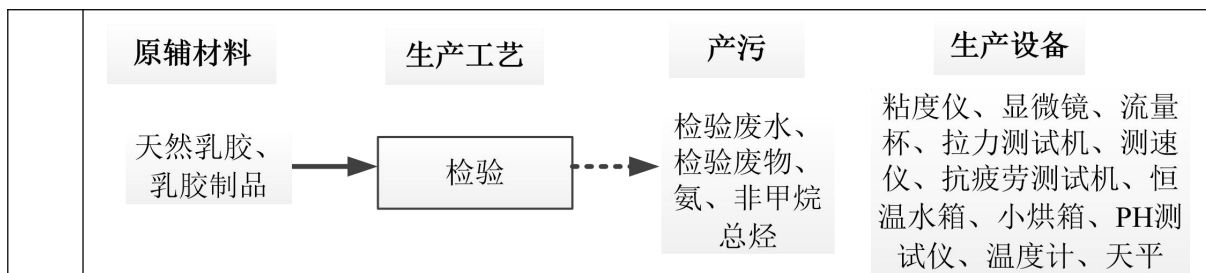 原辅材料
生产工艺
产污
生产设备
天然乳胶、
乳胶制品
检验
检验废水、
检验废物、
氨、非甲烷
总烃
粘度仪、显微镜、流量
杯、拉力测试机、测速
仪、抗疲劳测试机、恒
温水箱、小烘箱、PH测
试仪、温度计、天平